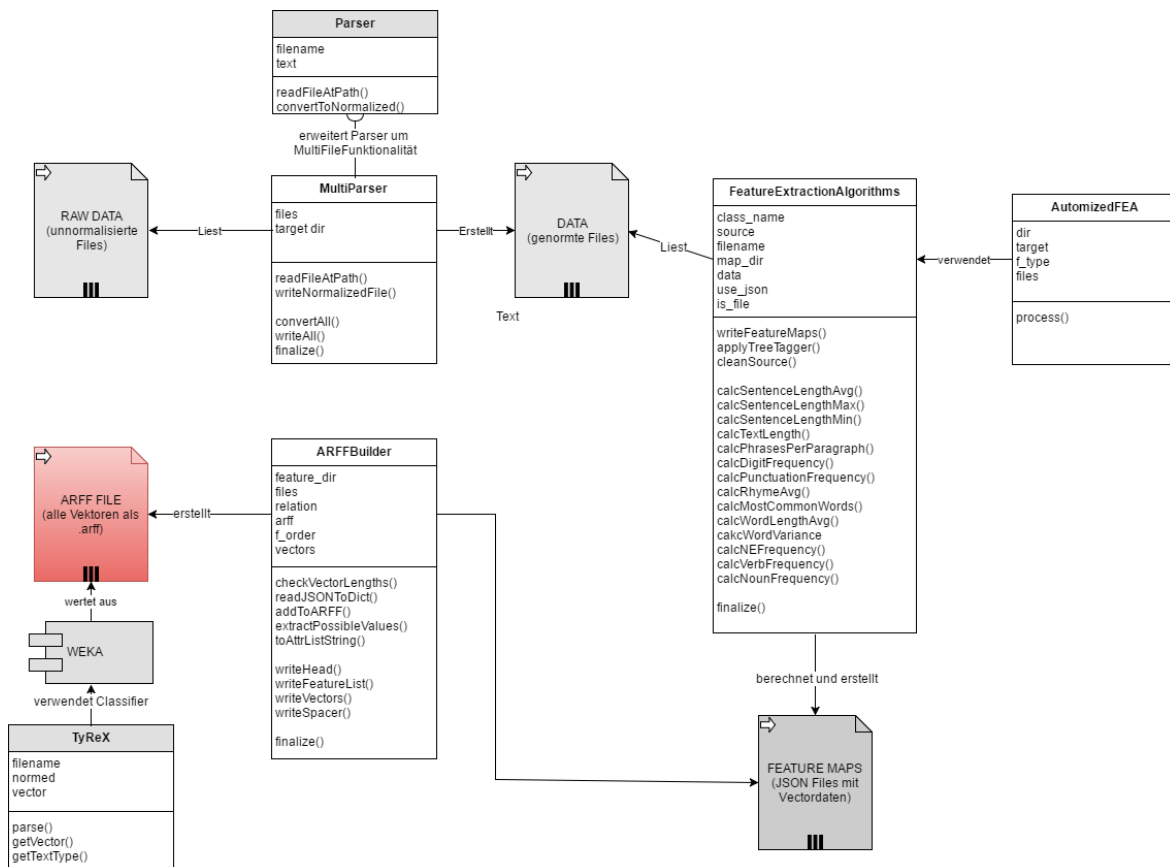 Parser
filename
text
readFileAtPath()
convertToNormalized()
erweitert Parser um
MultiFileFunktionalität
RAW DATA
(unnormalisierte
Files)
Liest
MultiParser
files
target dir
readFileAtPath()
writeNormalizedFile()
convertAll()
writeAll()
finalize()
Erstellt
DATA
(genormte Files)
Text
Liest
FeatureExtractionAlgorithms
class_name
source
filename
map_dir
data
use_json
is_file
writeFeatureMaps()
applyTreeTagger()
cleanSource()
calcSentenceLengthAvg()
calcSentenceLengthMax()
calcSentenceLengthMin()
calcTextLength()
calcPhrasesPerParagraph()
calcDigitFrequency()
calcPunctuationFrequency()
calcRhymeAvg()
calcMostCommonWords()
calcWordLengthAvg()
cakcWordVariance
calcNEFrequency()
calcVerbFrequency()
calcNounFrequency()
finalize()
verwendet
AutomizedFEA
dir
target
f_type
files
process()
ARFF FILE
(alle Vektoren als
.arff)
erstellt
ARFFBuilder
feature_dir
files
relation
arff
f_order
vectors
checkVectorLengths()
readJSONToDict()
addToARFF()
extractPossibleValues()
toAttrListString()
writeHead()
writeFeatureList()
writeVectors()
writeSpacer()
finalize()
wertet aus
WEKA
verwendet Classifier
TyReX
filename
normed
vector
parse()
getVector()
getTextType()
berechnet und erstellt
FEATURE MAPS
(JSON Files mit
Vectordaten)